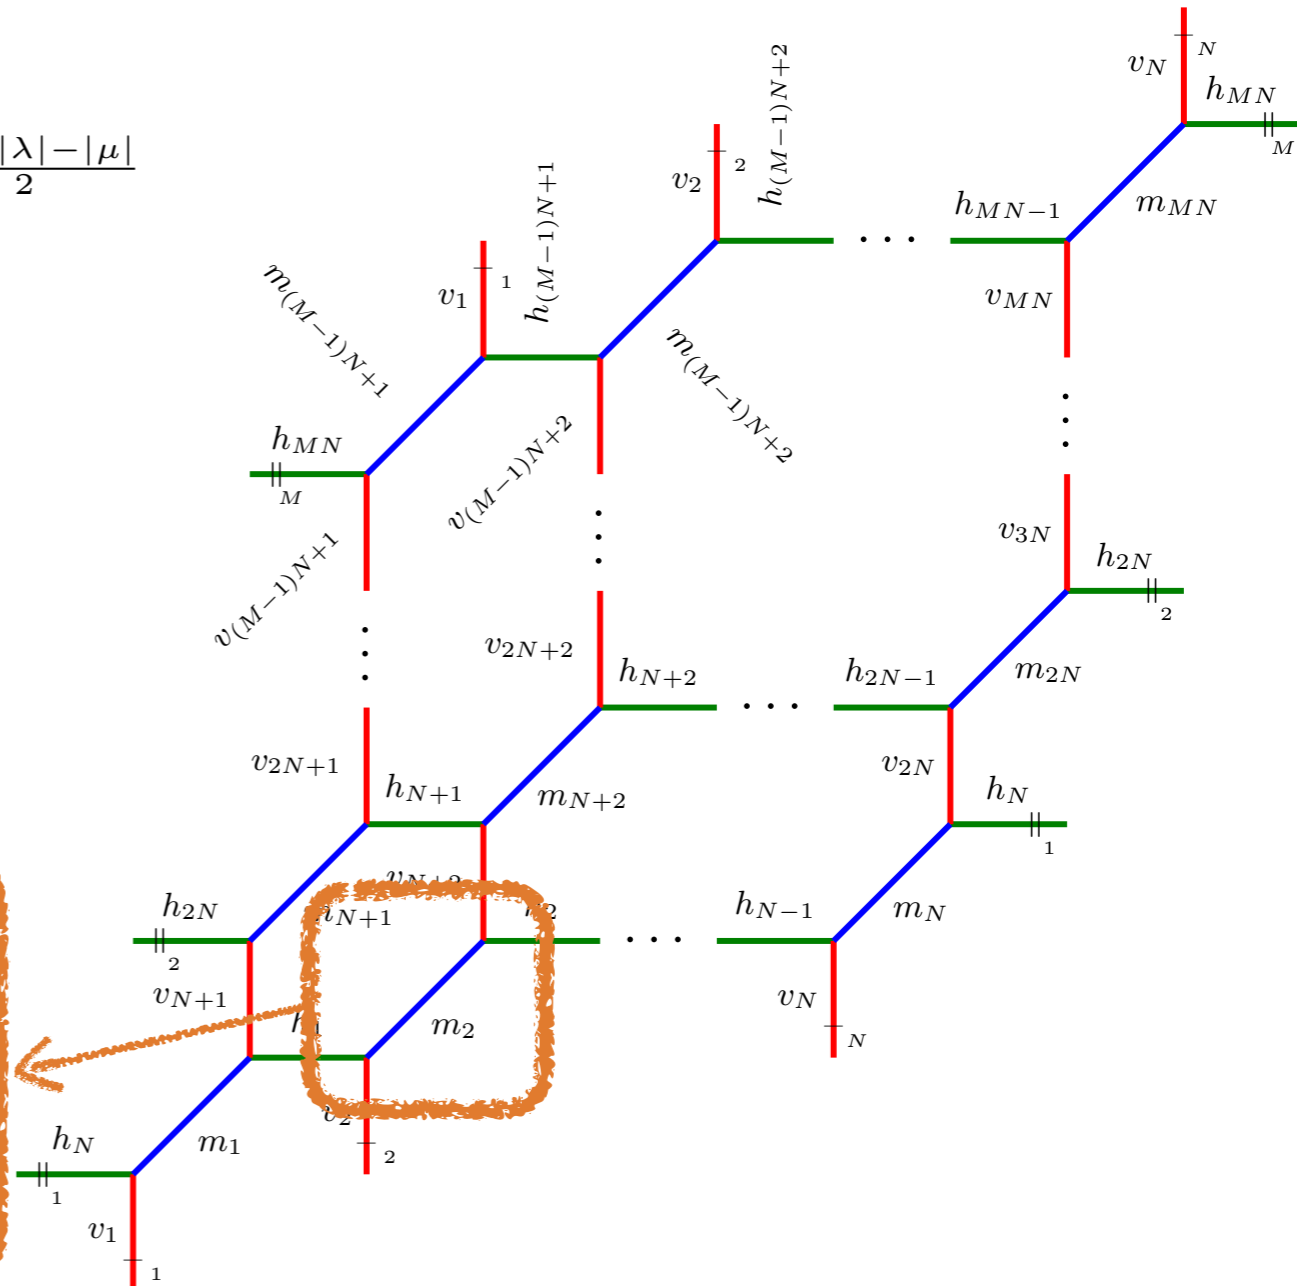 v_N N
h_{MN}
M
|λ|−|μ|
2
v_2 2 h_{(M−1)N+2}
h_{MN−1} m_{MN}
v_1 1 h_{(M−1)N+1}
v_{MN}
m_{(M−1)N+1}
m_{(M−1)N+2}
···
h_{MN}
M
v_{(M−1)N+2}
v_{(M−1)N+1}
v_{3N} h_{2N}
2
v_{2N+2} h_{N+2} ··· h_{2N−1} m_{2N}
v_{2N+1} h_{N+1} m_{N+2} v_{2N} h_N
1
h_{2N} h_{N−1} m_N
2
···
v_{N+1} m_2 v_N
N
h_N m_1 2
1
v_1
1